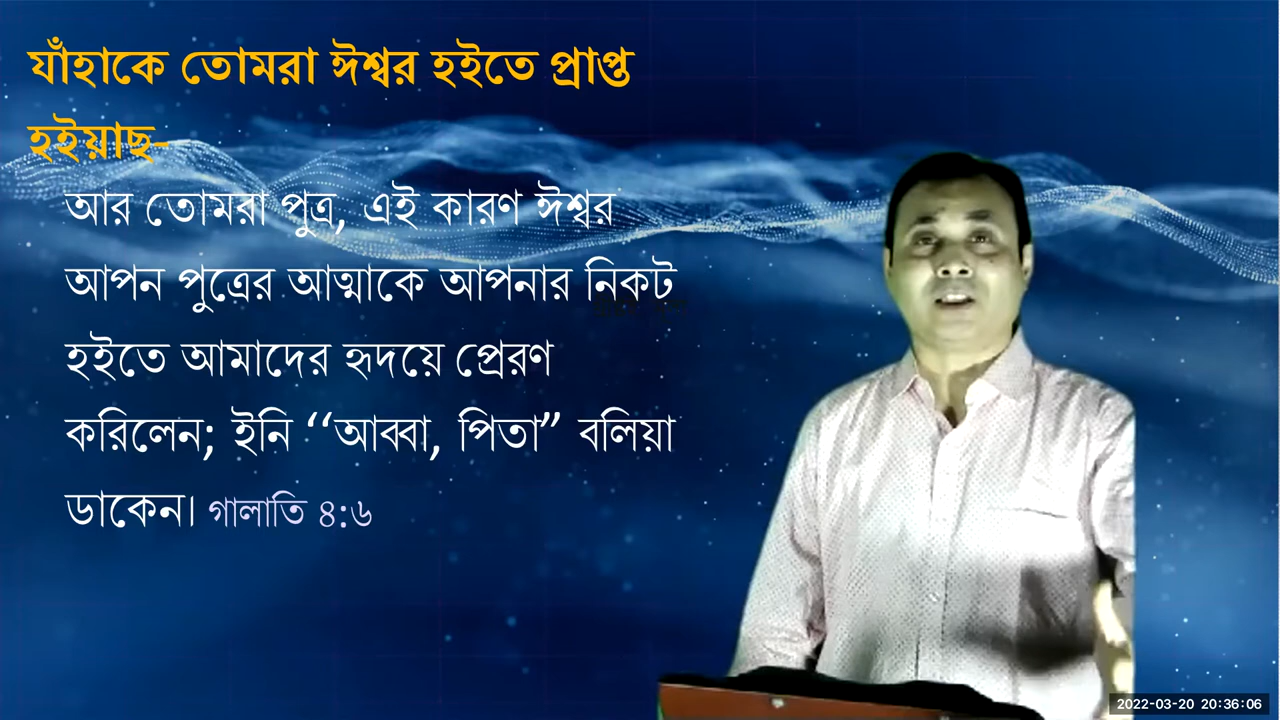 যাঁহাকে তোমরা ঈশ্বর হইতে প্রাপ্ত
হইয়াছ-
আর তোমরা পুত্র, এই কারণ ঈশ্বর
আপন পুত্রের আত্মাকে আপনার নিকট
হইতে আমাদের হৃদয়ে প্রেরণ
করিলেন; ইনি ‘‘আব্বা, পিতা” বলিয়া
ডাকেন। গালাতি ৪:৬
2022-03-20 20:36:06